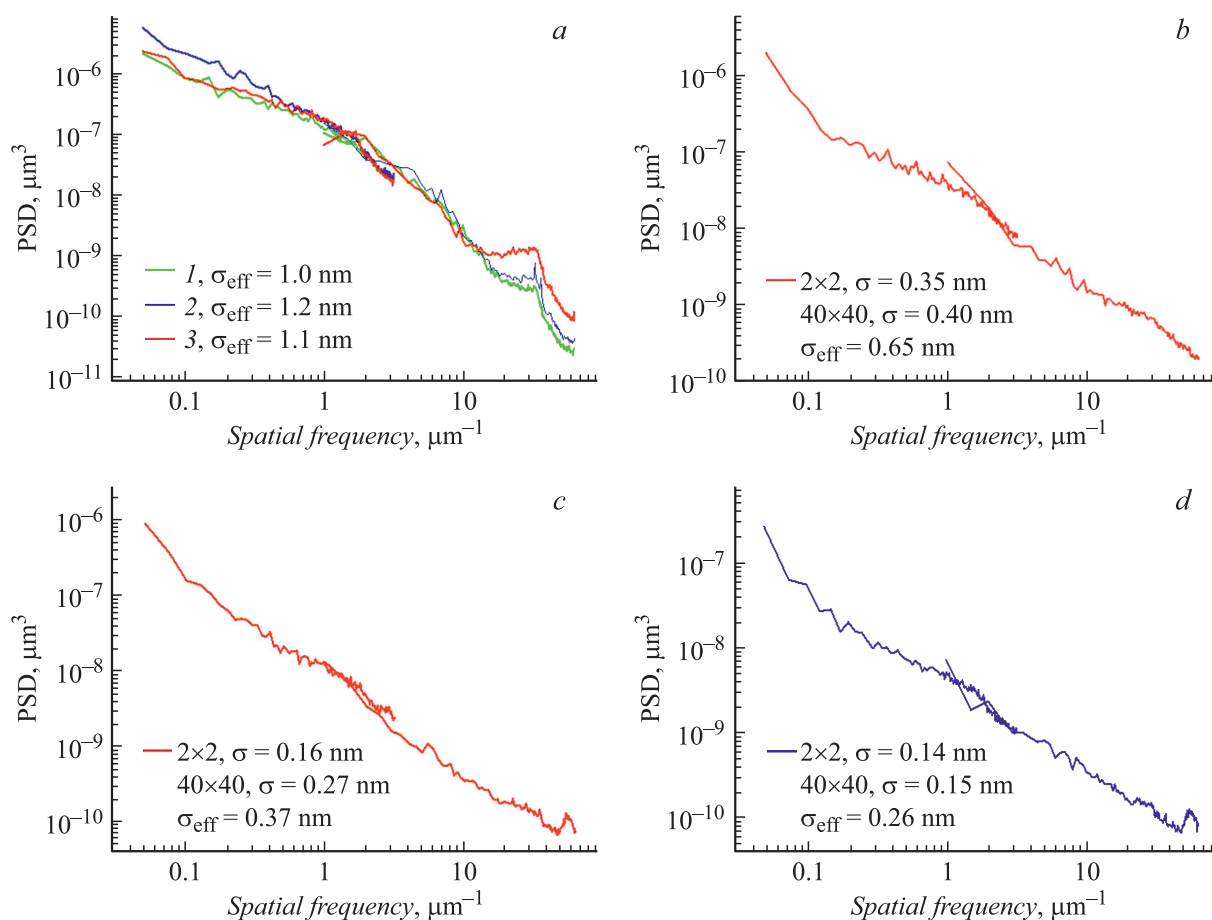 a
PSD, μm³
10⁻⁶
10⁻⁷
10⁻⁸
10⁻⁹
10⁻¹⁰
10⁻¹¹
1, σeff = 1.0 nm
2, σeff = 1.2 nm
3, σeff = 1.1 nm
0.1 1 10
Spatial frequency, μm⁻¹
b
PSD, μm³
10⁻⁶
10⁻⁷
10⁻⁸
10⁻⁹
10⁻¹⁰
2×2, σ = 0.35 nm
40×40, σ = 0.40 nm
σeff = 0.65 nm
0.1 1 10
Spatial frequency, μm⁻¹
c
PSD, μm³
10⁻⁶
10⁻⁷
10⁻⁸
10⁻⁹
10⁻¹⁰
2×2, σ = 0.16 nm
40×40, σ = 0.27 nm
σeff = 0.37 nm
0.1 1 10
Spatial frequency, μm⁻¹
d
PSD, μm³
10⁻⁷
10⁻⁸
10⁻⁹
10⁻¹⁰
2×2, σ = 0.14 nm
40×40, σ = 0.15 nm
σeff = 0.26 nm
0.1 1 10
Spatial frequency, μm⁻¹